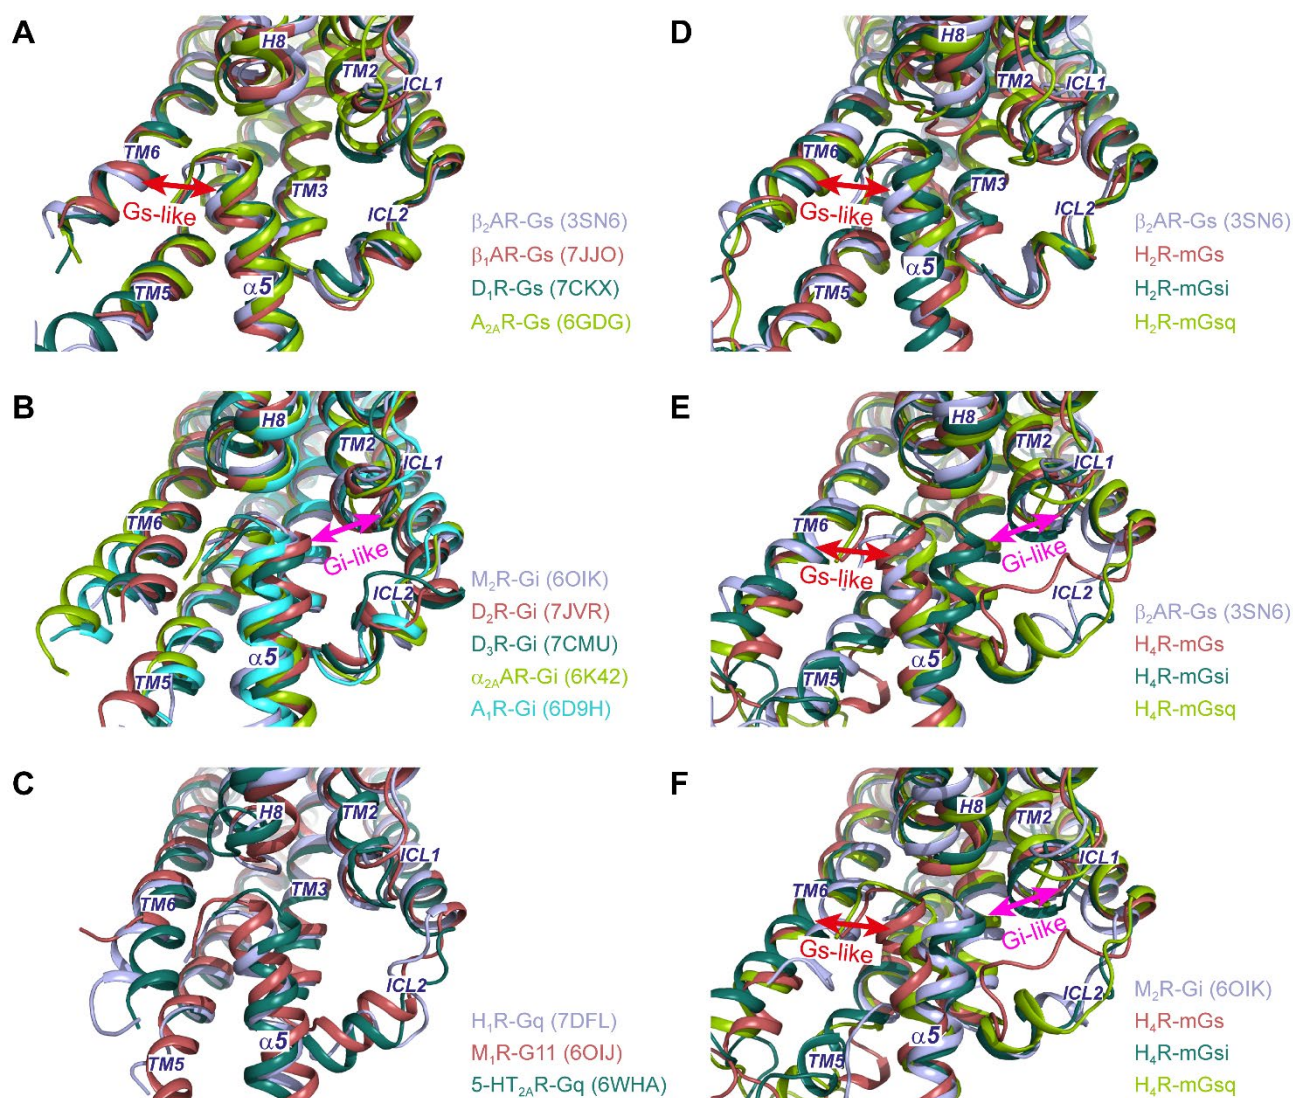 A
H8
TM2
ICL1
TM6
TM3
Gs-like
ICL2
TM5
α5
β₂AR-Gs (3SN6)
β₁AR-Gs (7JJO)
D₁R-Gs (7CKX)
A₂ₐR-Gs (6GDG)
B
H8
TM2
ICL1
TM6
Gi-like
ICL2
TM5
α5
M₂R-Gi (6OIK)
D₂R-Gi (7JVR)
D₃R-Gi (7CMU)
α₂ₐAR-Gi (6K42)
A₁R-Gi (6D9H)
C
H8
TM2
ICL1
TM3
TM6
ICL2
TM5
α5
H₁R-Gq (7DFL)
M₁R-G11 (6OIJ)
5-HT₂ₐR-Gq (6WHA)
D
H8
TM2
ICL1
TM6
TM3
Gs-like
ICL2
TM5
α5
β₂AR-Gs (3SN6)
H₂R-mGs
H₂R-mGsi
H₂R-mGsq
E
H8
TM2
ICL1
TM6
Gs-like
Gi-like
ICL2
TM5
α5
β₂AR-Gs (3SN6)
H₄R-mGs
H₄R-mGsi
H₄R-mGsq
F
H8
TM2
ICL1
TM6
Gs-like
Gi-like
ICL2
TM5
α5
M₂R-Gi (6OIK)
H₄R-mGs
H₄R-mGsi
H₄R-mGsq